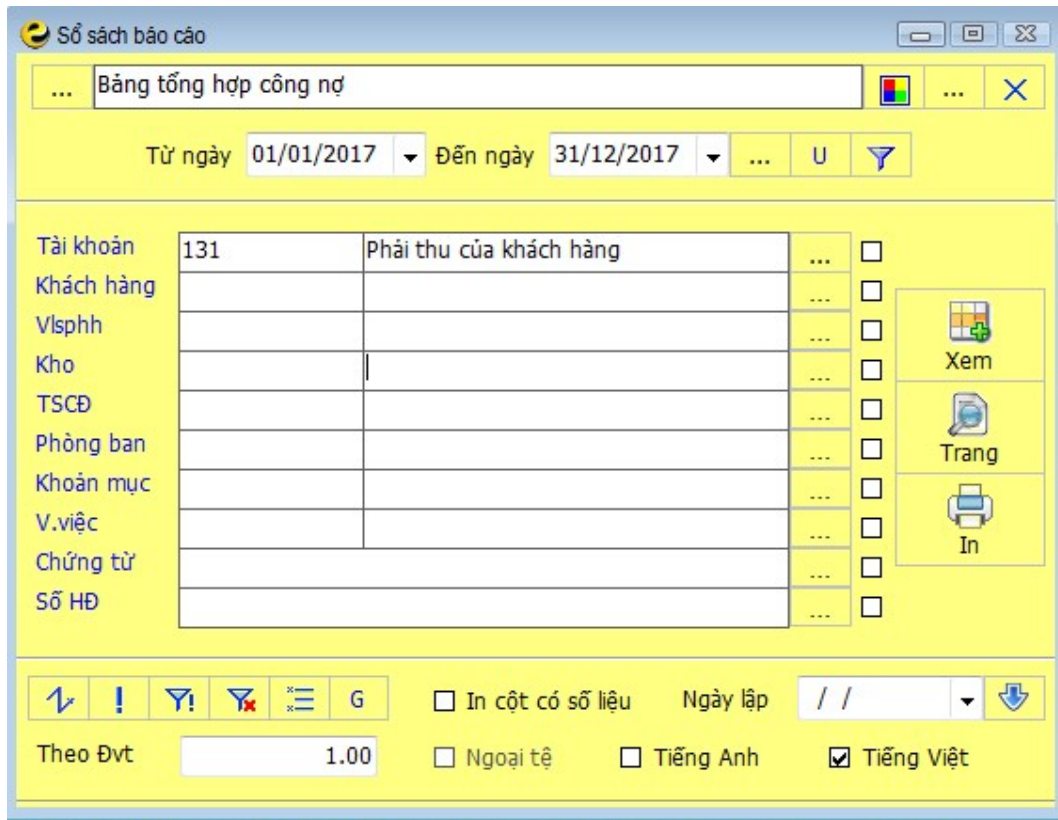 Sổ sách báo cáo
... Bảng tổng hợp công nợ ...
Từ ngày 01/01/2017 Đến ngày 31/12/2017 ... U
Tài khoản 131 Phải thu của khách hàng ...
Khách hàng ...
Vlsphh ...
Kho ...
Xem
TSCĐ ...
Phòng ban ...
Trang
Khoản mục ...
V.việc ...
In
Chứng từ ...
Số HĐ ...
G In cột có số liệu Ngày lập / /
Theo Đvt 1.00 Ngoại tệ Tiếng Anh Tiếng Việt